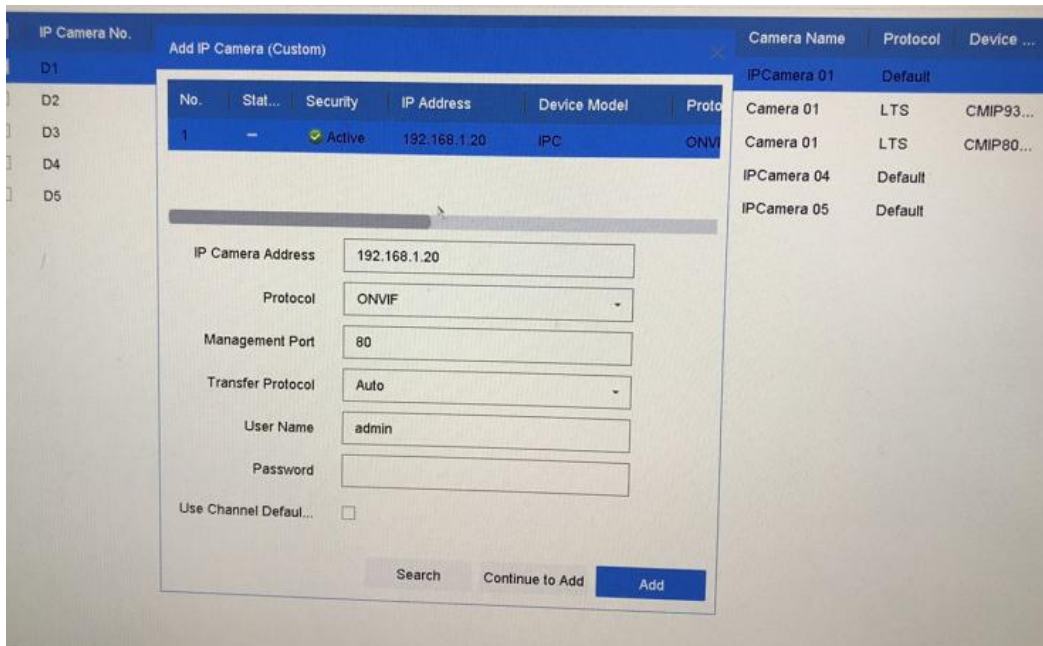 IP Camera No.
D1
D2
D3
D4
D5
Add IP Camera (Custom)
No. Stat... Security IP Address Device Model Proto
1 – Active 192.168.1.20 IPC ONVI
IP Camera Address 192.168.1.20
Protocol ONVIF
Management Port 80
Transfer Protocol Auto
User Name admin
Password
Use Channel Defaul...
Search Continue to Add Add
Camera Name Protocol Device ...
IPCamera 01 Default
Camera 01 LTS CMIP93...
Camera 01 LTS CMIP80...
IPCamera 04 Default
IPCamera 05 Default